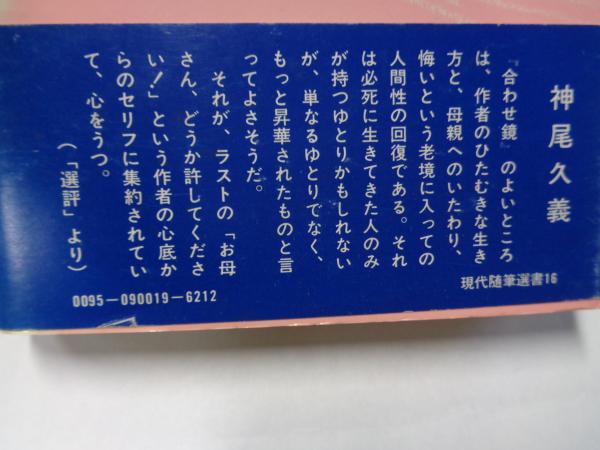 神尾久義
『合わせ鏡』のよいところ
は、作者のひたむきな生き
方と、母親へのいたわり、
悔いという老境に入っての
人間性の回復である。それ
は必死に生きてきた人のみ
が持つゆとりかもしれない
が、単なるゆとりでなく、
もっと昇華されたものと言
ってよさそうだ。
それが、ラストの「お母
さん、どうか許してくださ
い！」という作者の心底か
らのセリフに集約されてい
て、心をうつ。
（「選評」より）
現代随筆選書16
0095-090019-6212